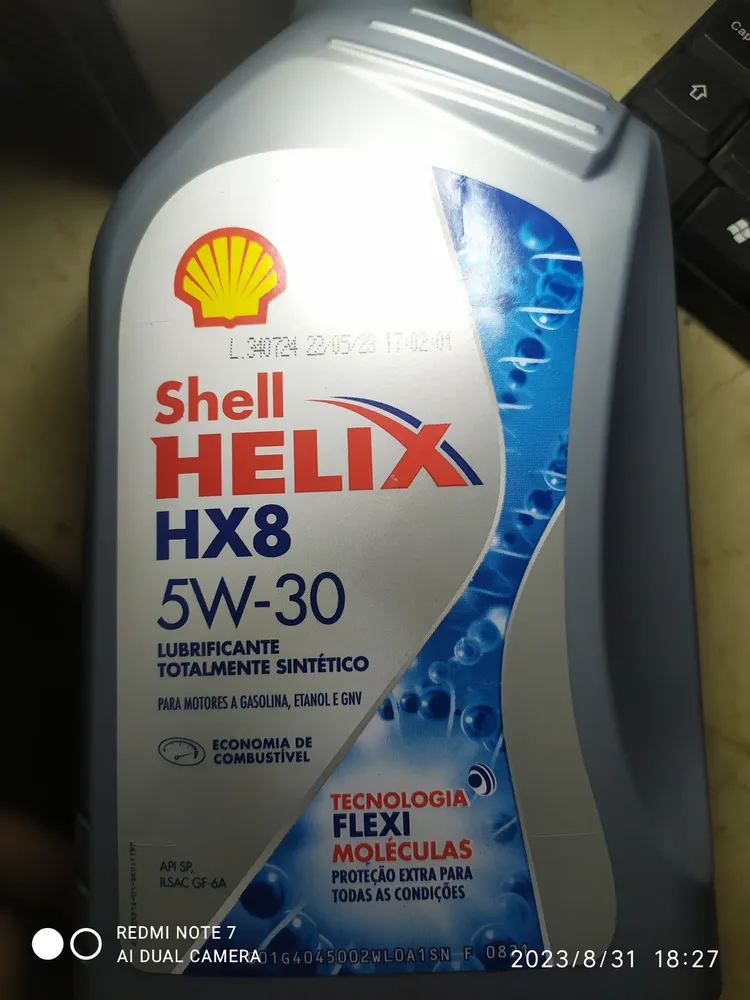 Cap
L.340724 22/05/23 17:02:01
Shell
HELIX
HX8
5W-30
LUBRIFICANTE
TOTALMENTE SINTÉTICO
PARA MOTORES A GASOLINA, ETANOL E GNV
ECONOMIA DE
COMBUSTÍVEL
TECNOLOGIA
FLEXI
MOLÉCULAS
PROTEÇÃO EXTRA PARA
TODAS AS CONDIÇÕES
API SP,
ILSAC GF-6A
01G4045002WLOA1SN F
REDMI NOTE 7
AI DUAL CAMERA
2023/8/31 18:27